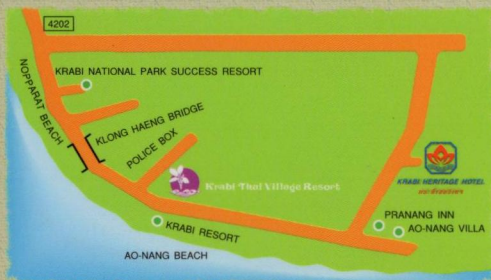 4202
NOPPARAT BEACH
KRABI NATIONAL PARK SUCCESS RESORT
KLONG HAENG BRIDGE
POLICE BOX
Krabi Thai Village Resort
KRABI HERITAGE HOTEL
KRABI RESORT
PRANANG INN
AO-NANG VILLA
AO-NANG BEACH